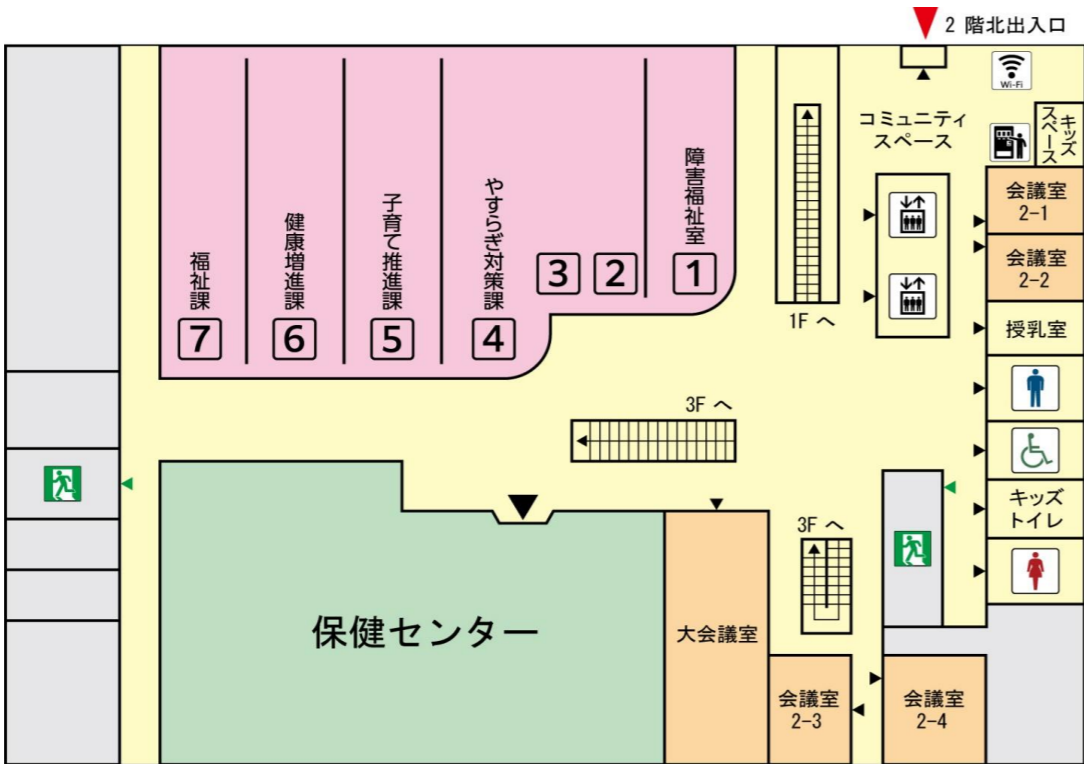 2 階北出入口
Wi-Fi
コミュニティ
スペース
キッズ
スペース
会議室
2-1
会議室
2-2
授乳室
キッズ
トイレ
1F へ
3F へ
3F へ
障害福祉室
1
2
3
やすらぎ対策課
4
子育て推進課
5
健康増進課
6
福祉課
7
保健センター
大会議室
会議室
2-3
会議室
2-4